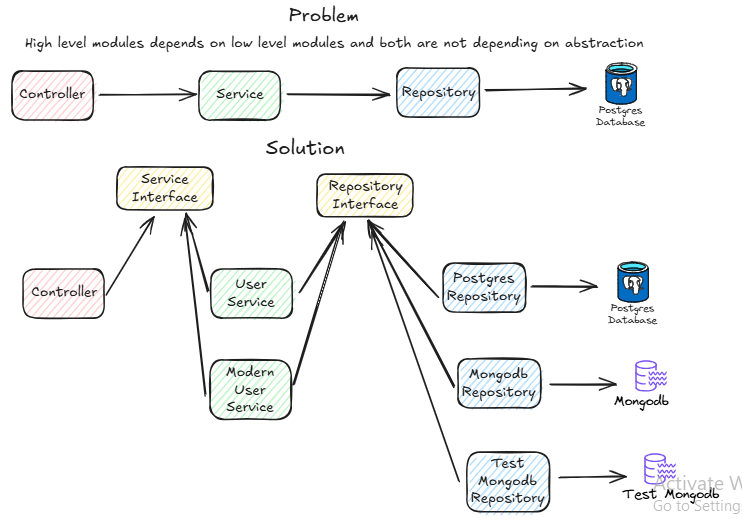 Problem
High level modules depends on low level modules and both are not depending on abstraction
Controller
Service
Repository
Postgres
Database
Solution
Service
Interface
Repository
Interface
Controller
User
Service
Postgres
Repository
Postgres
Database
Modern
User
Service
Mongodb
Repository
Mongodb
Test
Mongodb
Repository
Test Mongodb
Activate W
Go to Setting